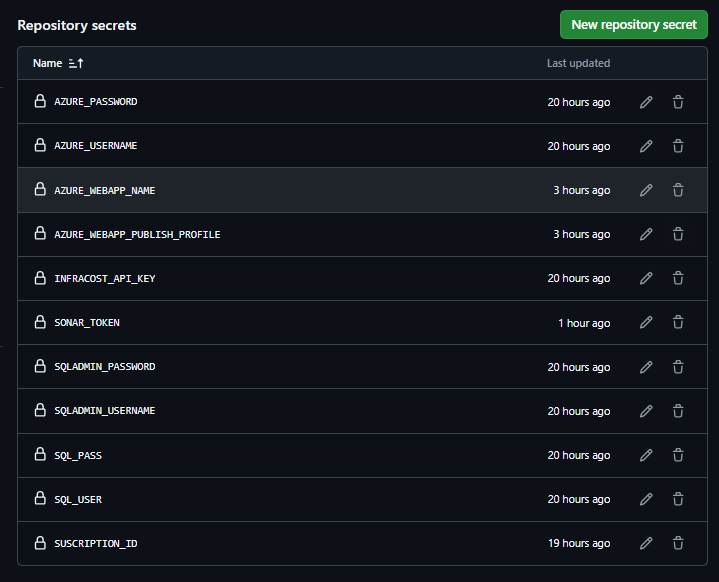 Repository secrets
New repository secret
Name
Last updated
AZURE_PASSWORD 20 hours ago
AZURE_USERNAME 20 hours ago
AZURE_WEBAPP_NAME 3 hours ago
AZURE_WEBAPP_PUBLISH_PROFILE 3 hours ago
INFRACOST_API_KEY 20 hours ago
SONAR_TOKEN 1 hour ago
SQLADMIN_PASSWORD 20 hours ago
SQLADMIN_USERNAME 20 hours ago
SQL_PASS 20 hours ago
SQL_USER 20 hours ago
SUSCRIPTION_ID 19 hours ago